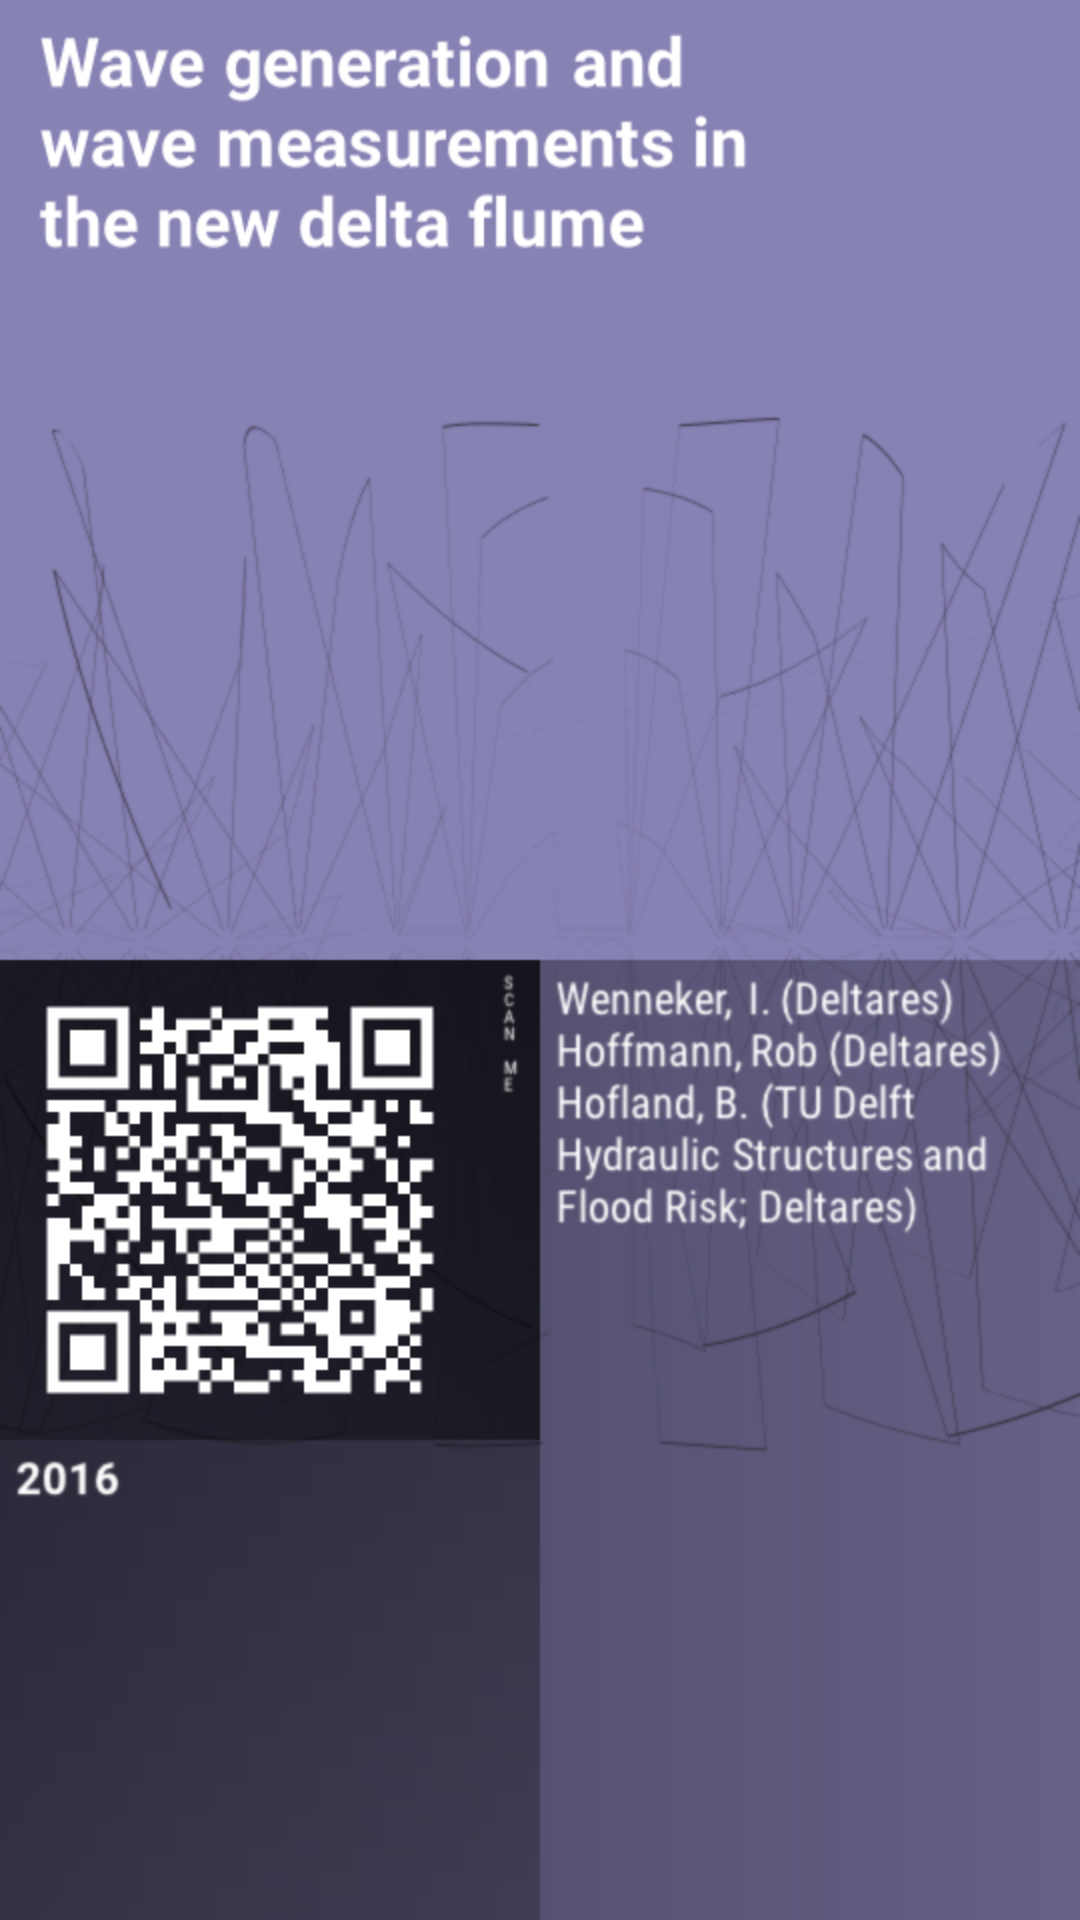 Wave generation and
wave measurements in
the new delta flume
SCAN ME
Wenneker, I. (Deltares)
Hoffmann, Rob (Deltares)
Hofland, B. (TU Delft
Hydraulic Structures and
Flood Risk; Deltares)
2016